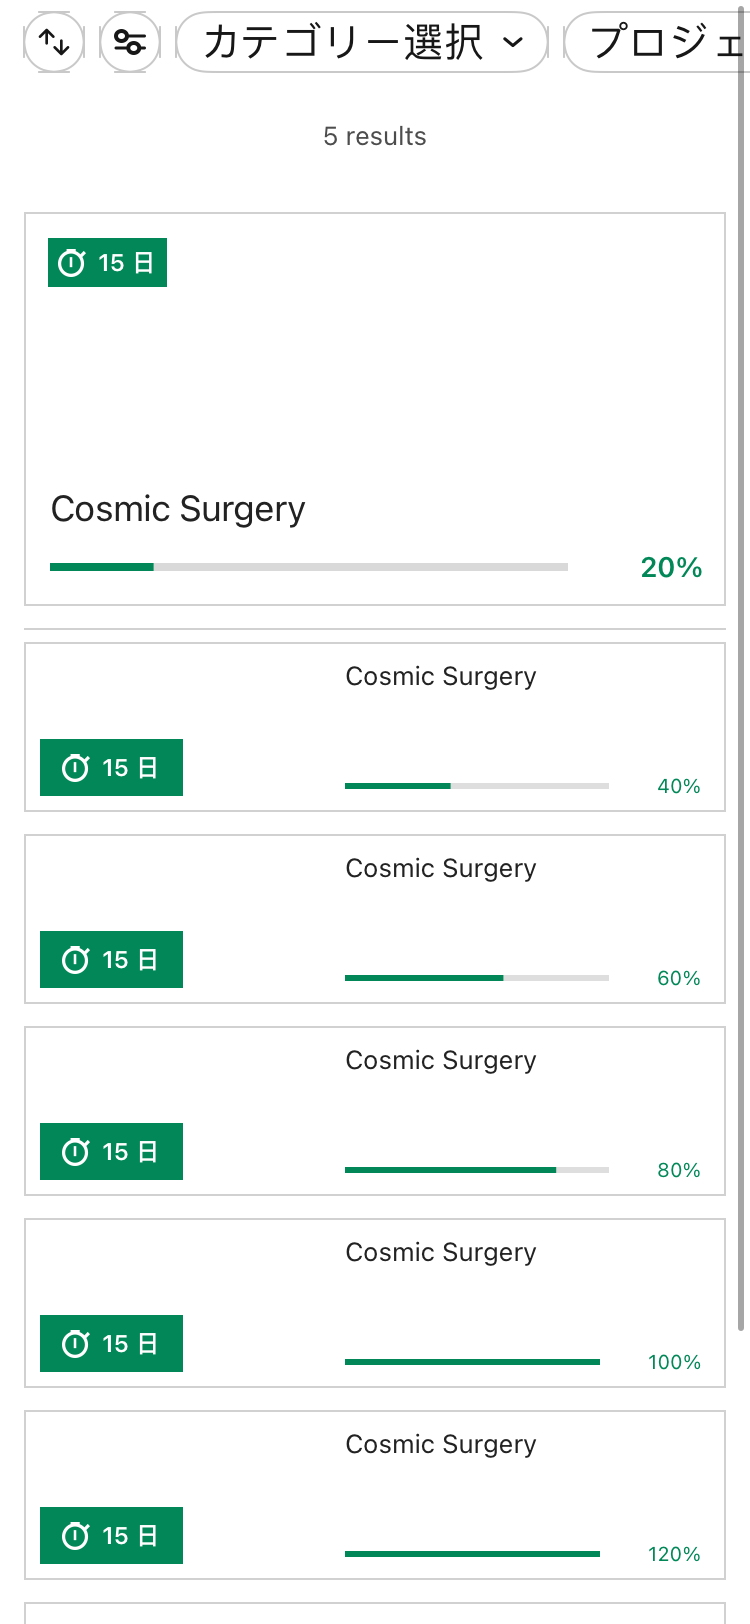 カテゴリー選択
プロジェ
5 results
15 日
Cosmic Surgery
20%
Cosmic Surgery
15 日
40%
Cosmic Surgery
15 日
60%
Cosmic Surgery
15 日
80%
Cosmic Surgery
15 日
100%
Cosmic Surgery
15 日
120%